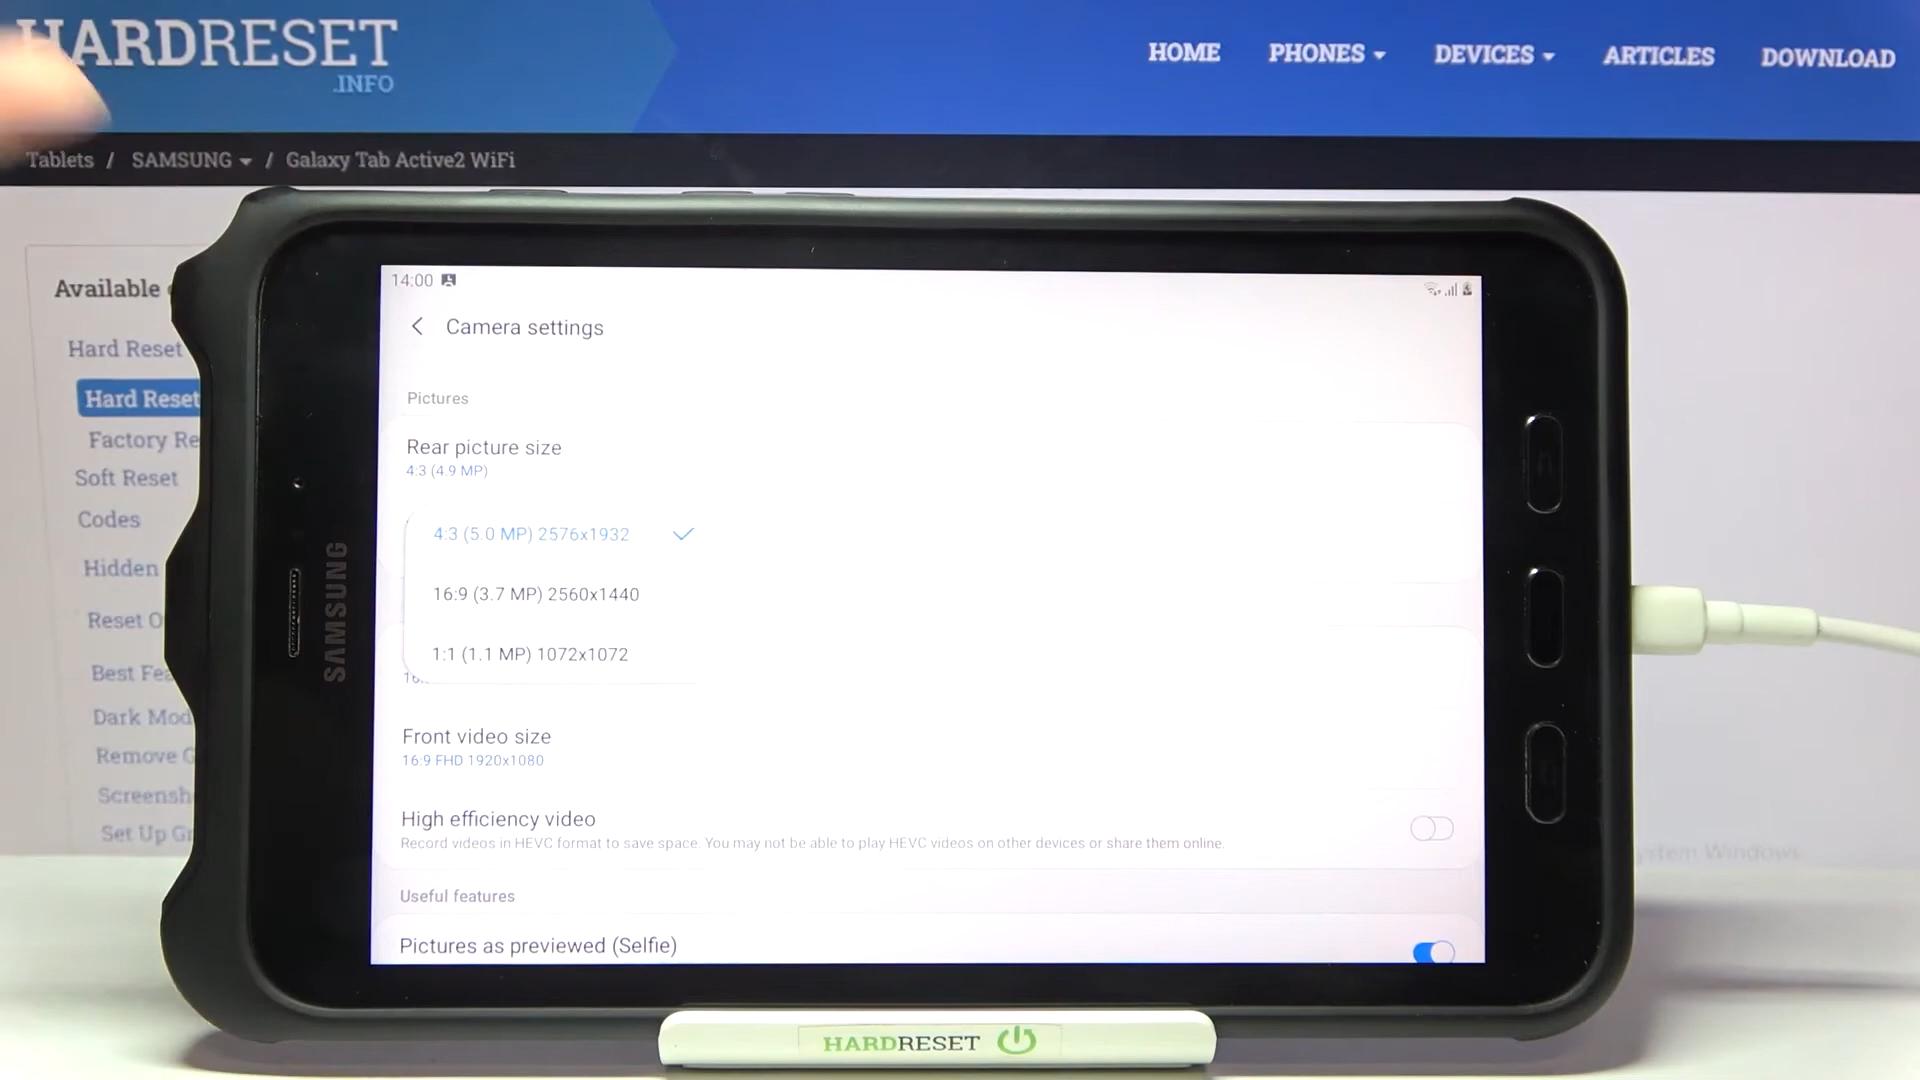 HARDRESET
.INFO
HOME PHONES DEVICES ARTICLES DOWNLOAD
Tablets / SAMSUNG / Galaxy Tab Active2 WiFi
Available
Hard Reset
Hard Reset
Factory Re
Soft Reset
Codes
Hidden
Reset O
Best Fea
Dark Mod
Remove G
Screensh
Set Up Gr
SAMSUNG
14:00
Camera settings
Pictures
Rear picture size
4:3 (4.9 MP)
4:3 (5.0 MP) 2576x1932
16:9 (3.7 MP) 2560x1440
1:1 (1.1 MP) 1072x1072
Front video size
16:9 FHD 1920x1080
High efficiency video
Record videos in HEVC format to save space. You may not be able to play HEVC videos on other devices or share them online.
Useful features
Pictures as previewed (Selfie)
Windows
HARDRESET